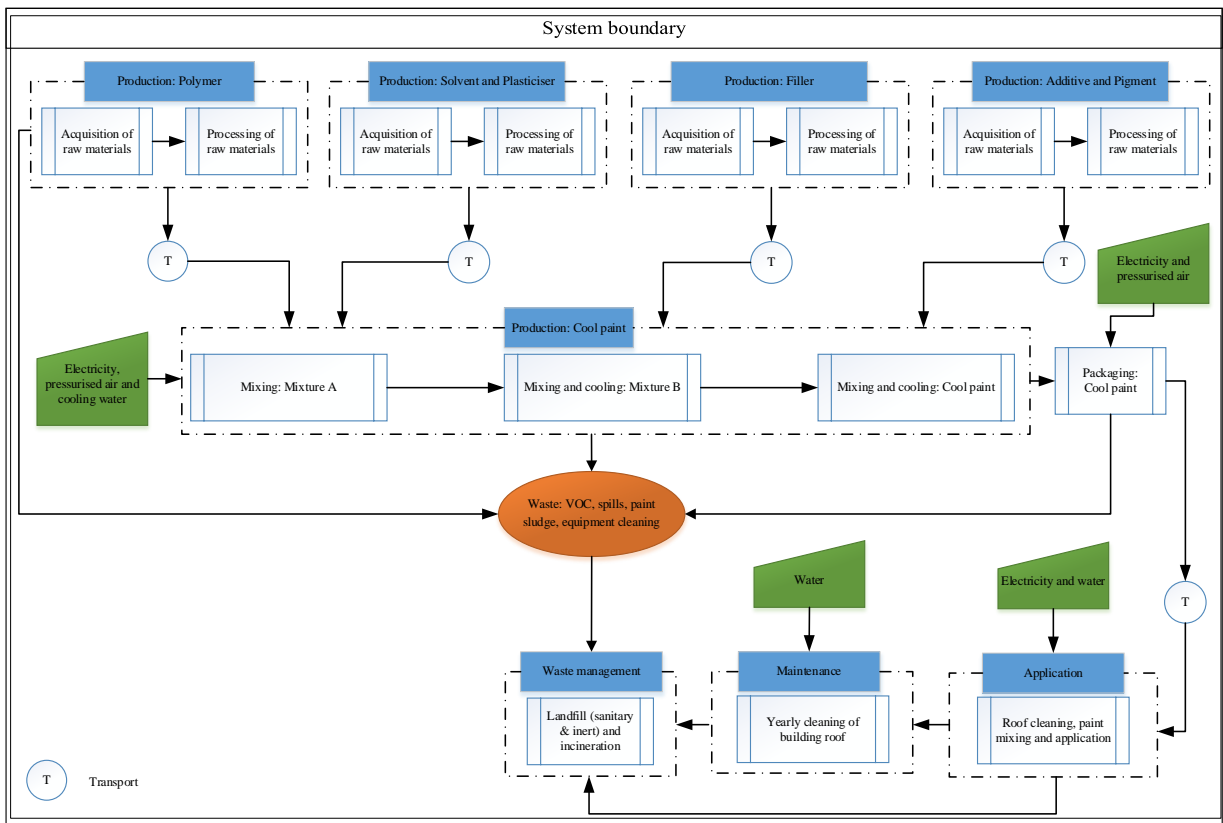 System boundary
Production: Polymer
Production: Solvent and Plasticiser
Production: Filler
Production: Additive and Pigment
Acquisition of
raw materials
Processing of
raw materials
Acquisition of
raw materials
Processing of
raw materials
Acquisition of
raw materials
Processing of
raw materials
Acquisition of
raw materials
Processing of
raw materials
T
T
T
T
Electricity and
pressurised air
Production: Cool paint
Electricity,
pressurised air and
cooling water
Mixing: Mixture A
Mixing and cooling: Mixture B
Mixing and cooling: Cool paint
Packaging:
Cool paint
Waste: VOC, spills, paint
sludge, equipment cleaning
Water
Electricity and water
T
Waste management
Maintenance
Application
Landfill (sanitary
& inert) and
incineration
Yearly cleaning of
building roof
Roof cleaning, paint
mixing and application
T
Transport